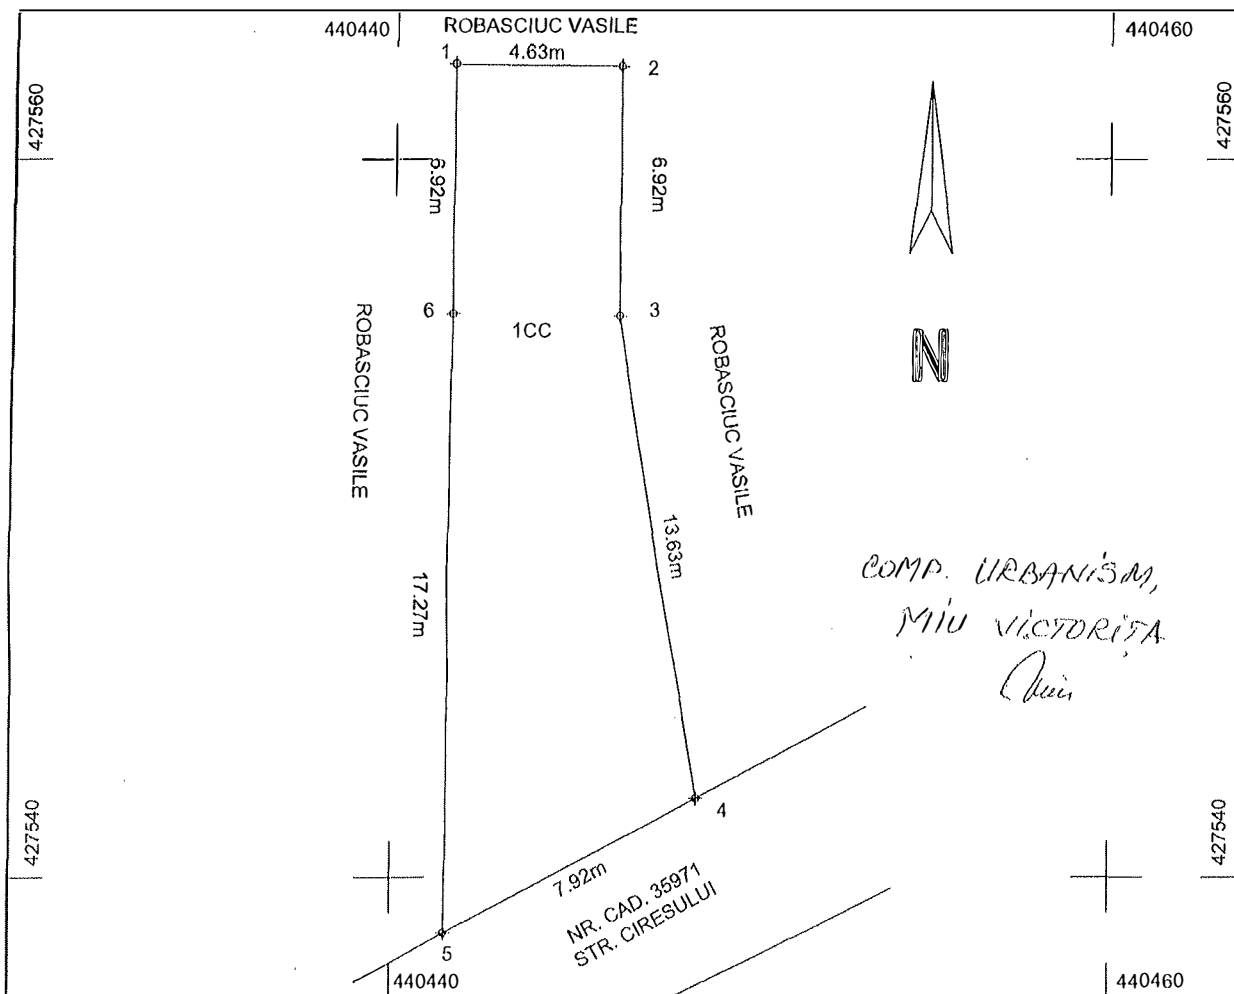 440440
ROBASCIUC VASILE
440460
1
4.63m
2
427560
427560
6.92m
6.92m
6
3
1CC
ROBASCIUC VASILE
ROBASCIUC VASILE
N
13.63m
17.27m
COMP. URBANISM,
MIU VICTORIȚA
4
427540
427540
7.92m
NR. CAD. 35971
STR. CIRESULUI
5
440440
440460